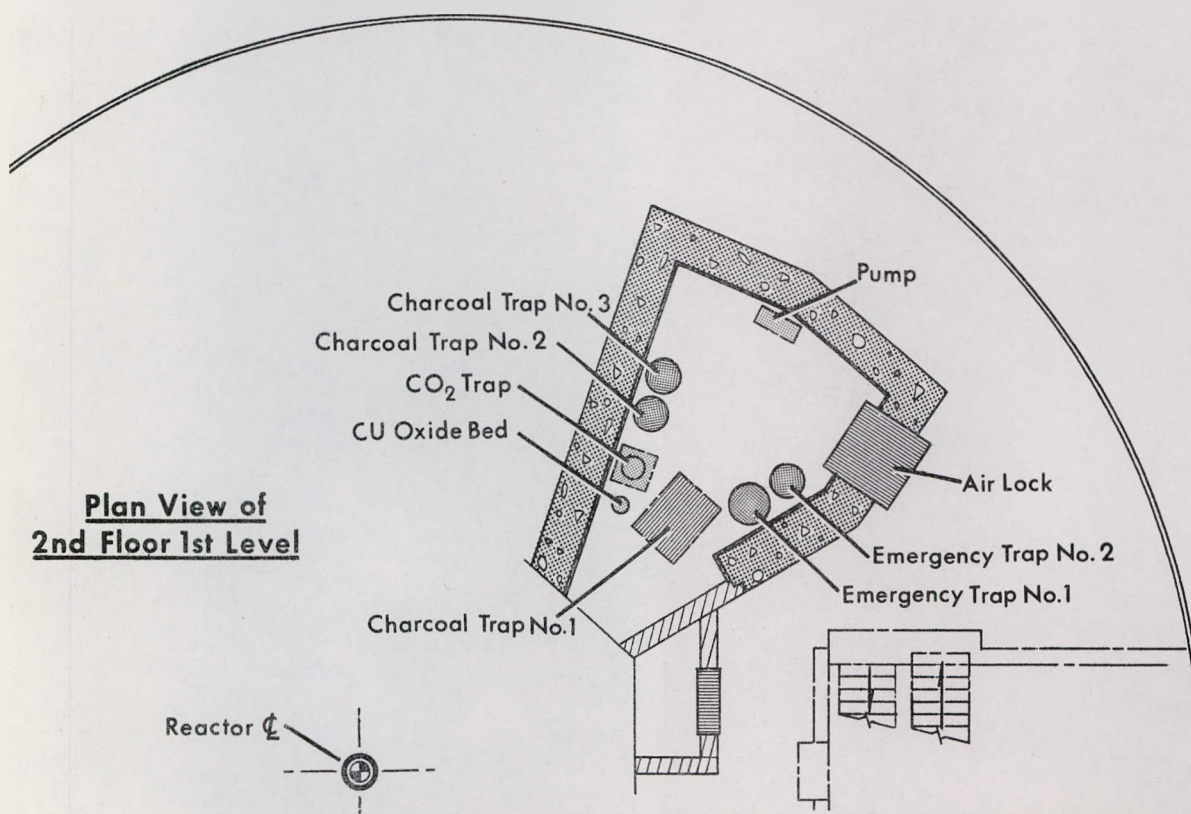 Pump
Charcoal Trap No. 3
Charcoal Trap No. 2
CO₂ Trap
CU Oxide Bed
Air Lock
Plan View of
2nd Floor 1st Level
Emergency Trap No. 2
Emergency Trap No.1
Charcoal Trap No.1
Reactor ℄